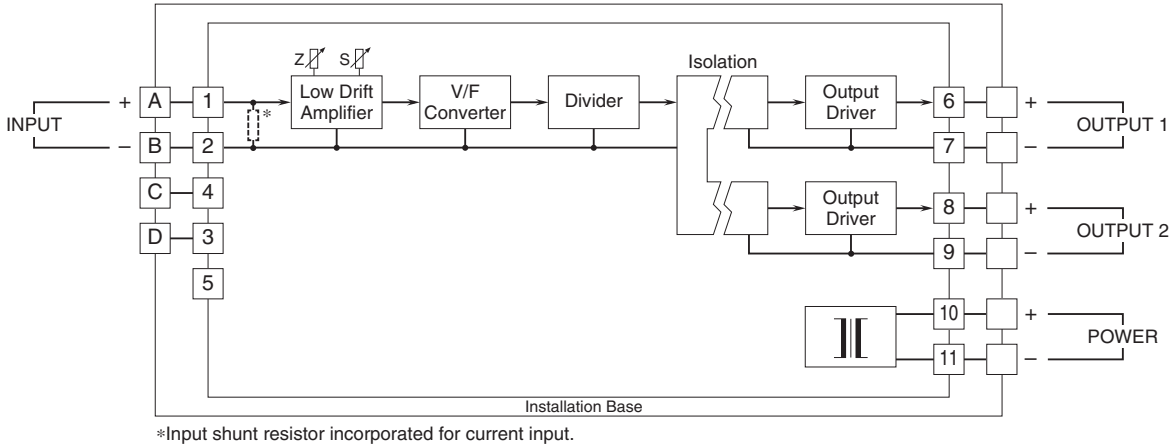 Isolation
Z S
Low Drift
Amplifier
V/F
Converter
Divider
Output
Driver
*
INPUT
+ A 1
− B 2
C 4
D 3
5
6 +
7 −
OUTPUT 1
Output
Driver
8 +
9 −
OUTPUT 2
10 +
11 −
POWER
Installation Base
*Input shunt resistor incorporated for current input.